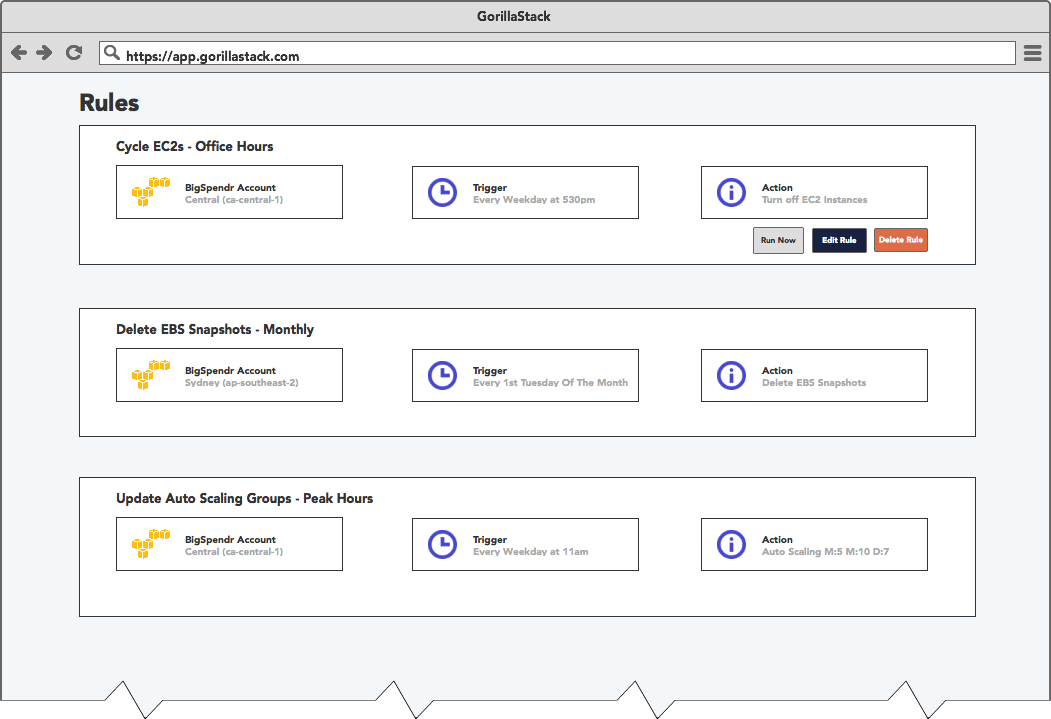 GorillaStack
https://app.gorillastack.com
Rules
Cycle EC2s - Office Hours
BigSpendr Account
Central (ca-central-1)
Trigger
Every Weekday at 530pm
Action
Turn off EC2 Instances
Run Now
Edit Rule
Delete Rule
Delete EBS Snapshots - Monthly
BigSpendr Account
Sydney (ap-southeast-2)
Trigger
Every 1st Tuesday Of The Month
Action
Delete EBS Snapshots
Update Auto Scaling Groups - Peak Hours
BigSpendr Account
Central (ca-central-1)
Trigger
Every Weekday at 11am
Action
Auto Scaling M:5 M:10 D:7